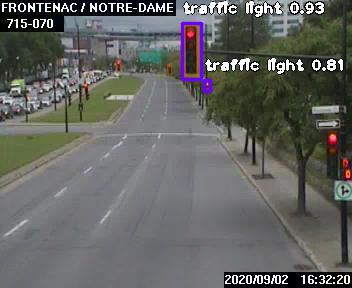 FRONTENAC / NOTRE-DAME
traffic light 0.93
715-070
traffic light 0.81
2020/09/02 16:32:20